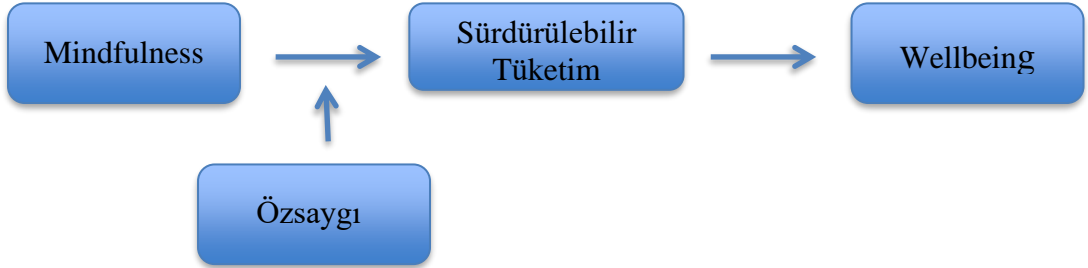 Mindfulness
Sürdürülebilir
Tüketim
Wellbeing
Özsaygı